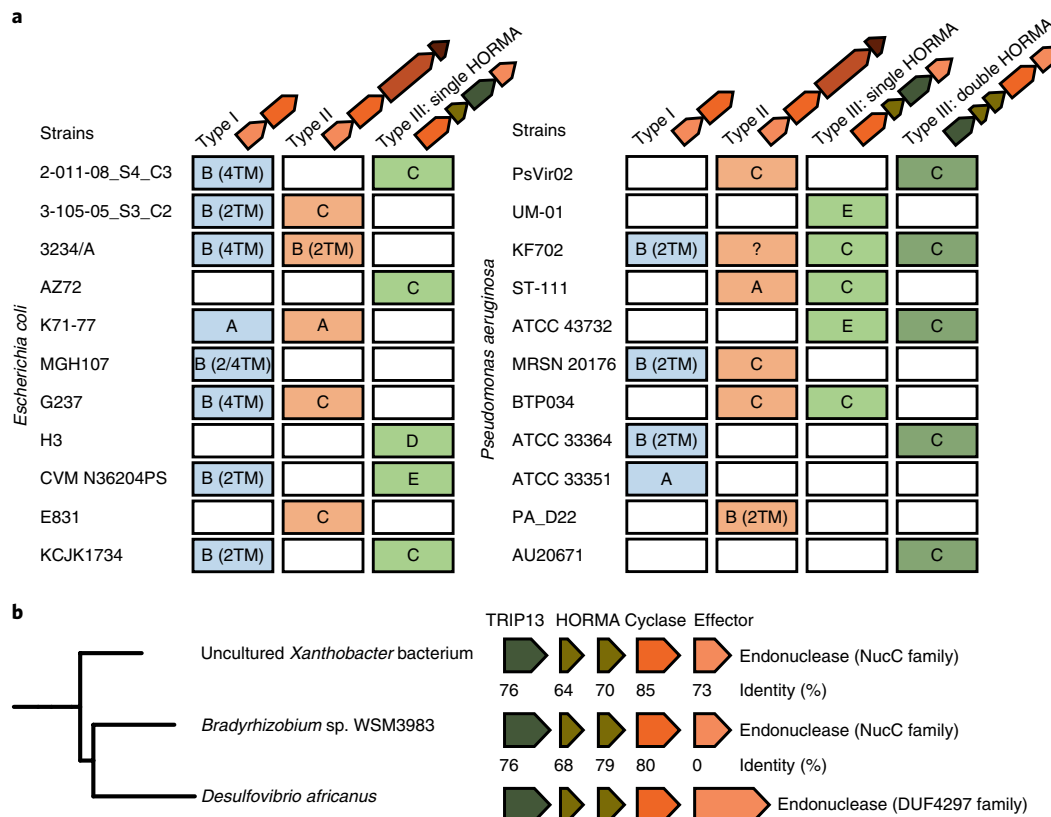 a
Strains
Type I
Type II
Type III: single HORMA
Escherichia coli
2-011-08_S4_C3 B (4TM) C
3-105-05_S3_C2 B (2TM) C
3234/A B (4TM) B (2TM)
AZ72 C
K71-77 A A
MGH107 B (2/4TM)
G237 B (4TM) C
H3 D
CVM N36204PS B (2TM) E
E831 C
KCJK1734 B (2TM) C
Strains
Type I
Type II
Type III: single HORMA
Type III: double HORMA
Pseudomonas aeruginosa
PsVir02 C C
UM-01 E
KF702 B (2TM) ? C C
ST-111 A C
ATCC 43732 E C
MRSN 20176 B (2TM) C
BTP034 C C
ATCC 33364 B (2TM) C
ATCC 33351 A
PA_D22 B (2TM)
AU20671 C
b
TRIP13 HORMA Cyclase Effector
Uncultured Xanthobacter bacterium Endonuclease (NucC family)
76 64 70 85 73 Identity (%)
Bradyrhizobium sp. WSM3983 Endonuclease (NucC family)
76 68 79 80 0 Identity (%)
Desulfovibrio africanus Endonuclease (DUF4297 family)